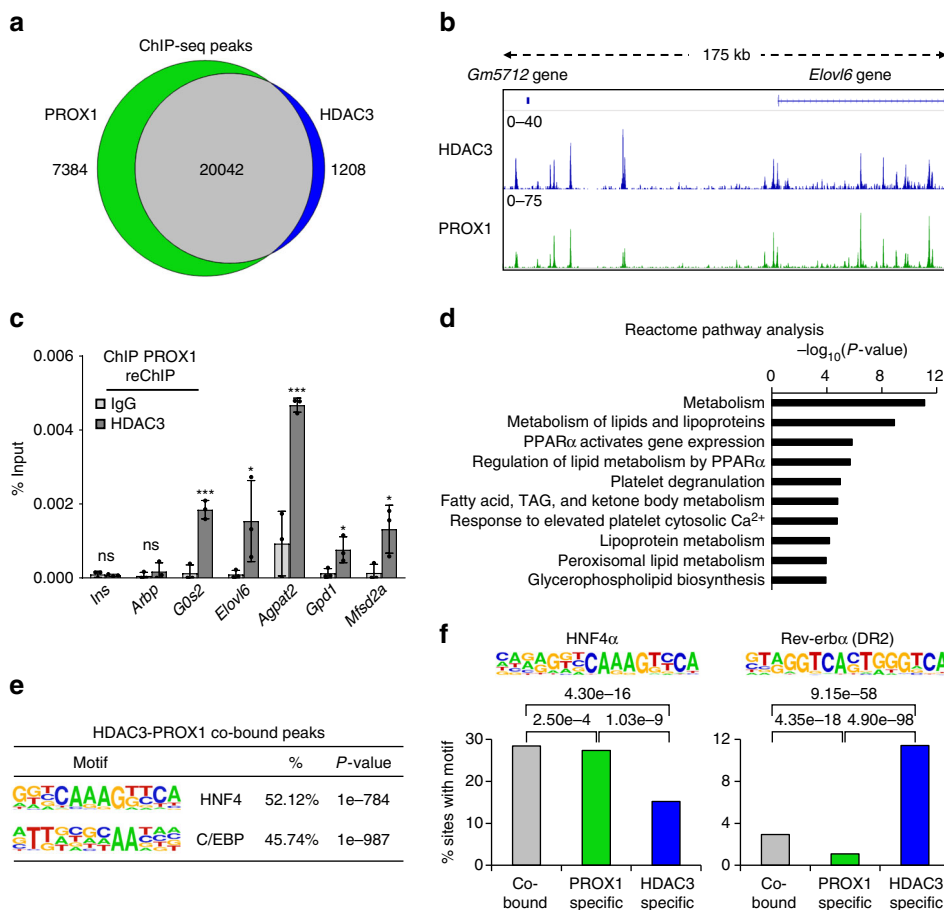 a
ChIP-seq peaks
PROX1
HDAC3
7384
20042
1208
b
175 kb
Gm5712 gene
Elovl6 gene
0–40
HDAC3
0–75
PROX1
c
ChIP PROX1
reChIP
IgG
HDAC3
% Input
0.006
0.004
0.002
0.000
ns
ns
***
*
***
*
*
Ins
Arbp
G0s2
Elovl6
Agpat2
Gpd1
Mfsd2a
d
Reactome pathway analysis
–log10(P-value)
0
4
8
12
Metabolism
Metabolism of lipids and lipoproteins
PPARα activates gene expression
Regulation of lipid metabolism by PPARα
Platelet degranulation
Fatty acid, TAG, and ketone body metabolism
Response to elevated platelet cytosolic Ca2+
Lipoprotein metabolism
Peroxisomal lipid metabolism
Glycerophospholipid biosynthesis
e
HDAC3-PROX1 co-bound peaks
Motif
%
P-value
HNF4
52.12%
1e–784
C/EBP
45.74%
1e–987
f
HNF4α
4.30e–16
2.50e–4
1.03e–9
% sites with motif
30
20
10
0
Co-
bound
PROX1
specific
HDAC3
specific
Rev-erbα (DR2)
9.15e–58
4.35e–18
4.90e–98
12
8
4
0
Co-
bound
PROX1
specific
HDAC3
specific